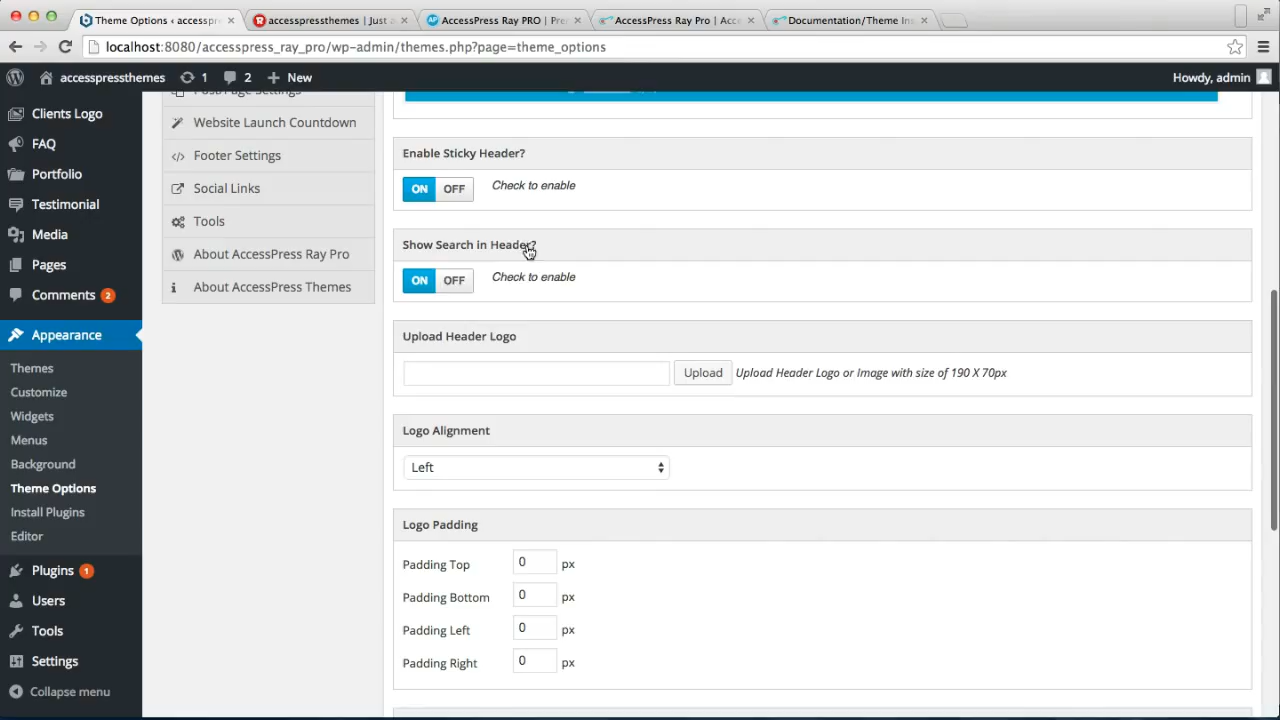 Theme Options ‹ accesspr
accesspressthemes | Just a
AccessPress Ray PRO | Pre
AccessPress Ray Pro | Acce
Documentation/Theme Ins
localhost:8080/accesspress_ray_pro/wp-admin/themes.php?page=theme_options
accesspressthemes 1 2 New
Howdy, admin
Clients Logo
FAQ
Portfolio
Testimonial
Media
Pages
Comments 2
Appearance
Themes
Customize
Widgets
Menus
Background
Theme Options
Install Plugins
Editor
Plugins 1
Users
Tools
Settings
Collapse menu
Post/Page Settings
Website Launch Countdown
Footer Settings
Social Links
Tools
About AccessPress Ray Pro
About AccessPress Themes
Enable Sticky Header?
ON OFF Check to enable
Show Search in Header?
ON OFF Check to enable
Upload Header Logo
Upload Upload Header Logo or Image with size of 190 X 70px
Logo Alignment
Left
Logo Padding
Padding Top 0 px
Padding Bottom 0 px
Padding Left 0 px
Padding Right 0 px